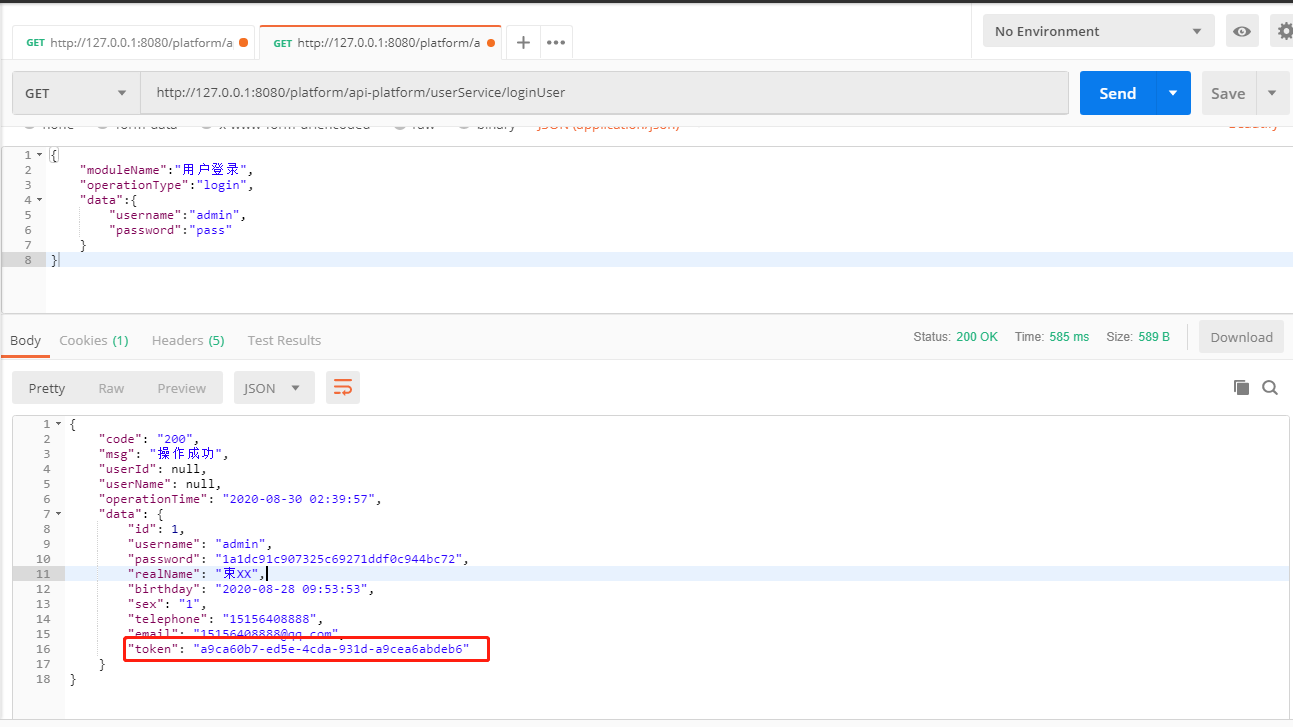 GET http://127.0.0.1:8080/platform/a
GET http://127.0.0.1:8080/platform/a
No Environment
GET http://127.0.0.1:8080/platform/api-platform/userService/loginUser Send Save
none form-data x-www-form-urlencoded raw binary JSON (application/json) Beautify
1 {
2 "moduleName":"用户登录",
3 "operationType":"login",
4 "data":{
5 "username":"admin",
6 "password":"pass"
7 }
8 }
Body Cookies (1) Headers (5) Test Results Status: 200 OK Time: 585 ms Size: 589 B Download
Pretty Raw Preview JSON
1 {
2 "code": "200",
3 "msg": "操作成功",
4 "userId": null,
5 "userName": null,
6 "operationTime": "2020-08-30 02:39:57",
7 "data": {
8 "id": 1,
9 "username": "admin",
10 "password": "1a1dc91c907325c69271ddf0c944bc72",
11 "realName": "束XX",
12 "birthday": "2020-08-28 09:53:53",
13 "sex": "1",
14 "telephone": "15156408888",
15 "email": "15156408888@qq.com",
16 "token": "a9ca60b7-ed5e-4cda-931d-a9cea6abdeb6"
17 }
18 }